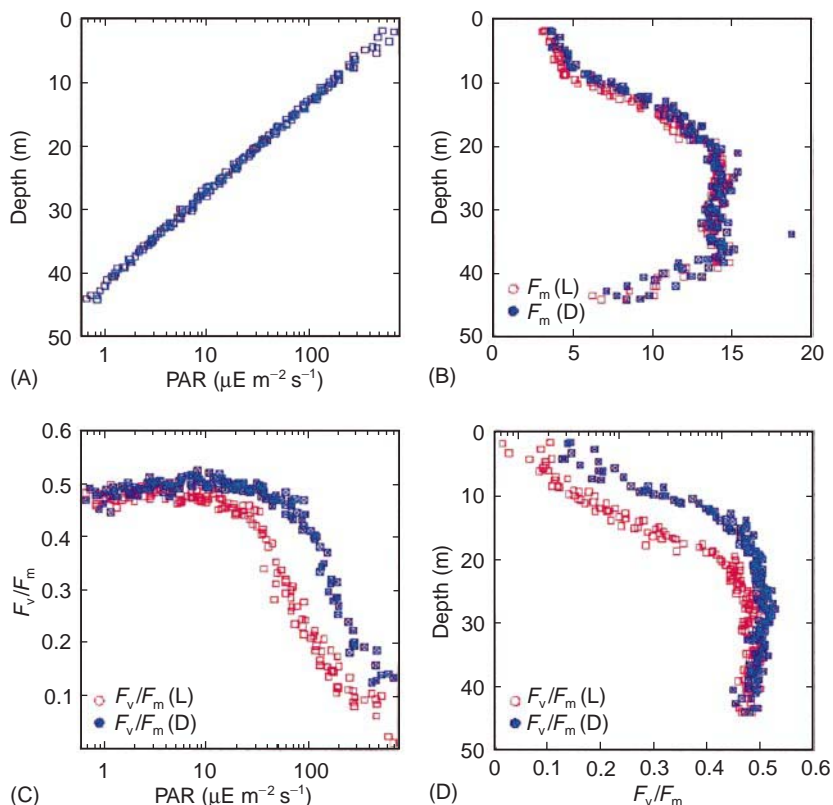 0
10
20
30
40
50
Depth (m)
1
10
100
PAR (µE m⁻² s⁻¹)
(A)
0
10
20
30
40
50
Depth (m)
Fₘ (L)
Fₘ (D)
0
5
10
15
20
(B)
0.6
0.5
0.4
0.3
0.2
0.1
Fᵥ/Fₘ
Fᵥ/Fₘ (L)
Fᵥ/Fₘ (D)
1
10
100
PAR (µE m⁻² s⁻¹)
(C)
0
10
20
30
40
50
Depth (m)
Fᵥ/Fₘ (L)
Fᵥ/Fₘ (D)
0
0.1
0.2
0.3
0.4
0.5
0.6
Fᵥ/Fₘ
(D)